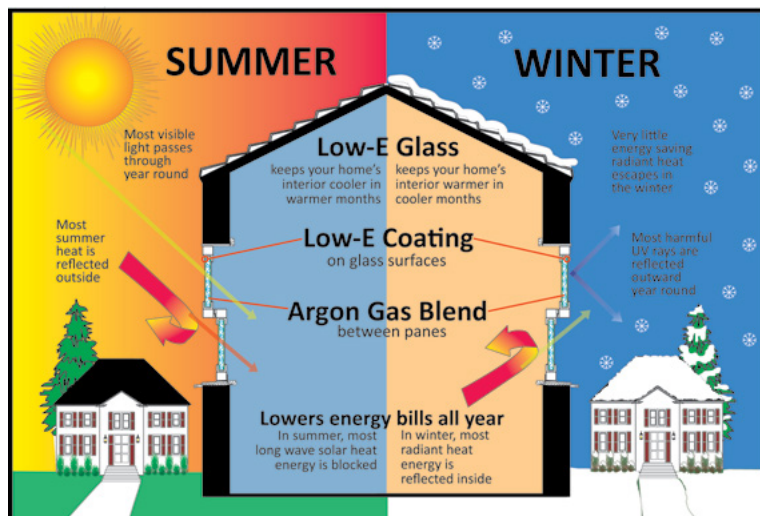 SUMMER
WINTER
Most visible
light passes
through
year round
Very little
energy saving
radiant heat
escapes in
the winter
Low-E Glass
keeps your home's
interior cooler in
warmer months
keeps your home's
interior warmer in
cooler months
Most
summer
heat is
reflected
outside
Low-E Coating
on glass surfaces
Most harmful
UV rays are
reflected
outward
year round
Argon Gas Blend
between panes
Lowers energy bills all year
In summer, most
long wave solar heat
energy is blocked
In winter, most
radiant heat
energy is
reflected inside